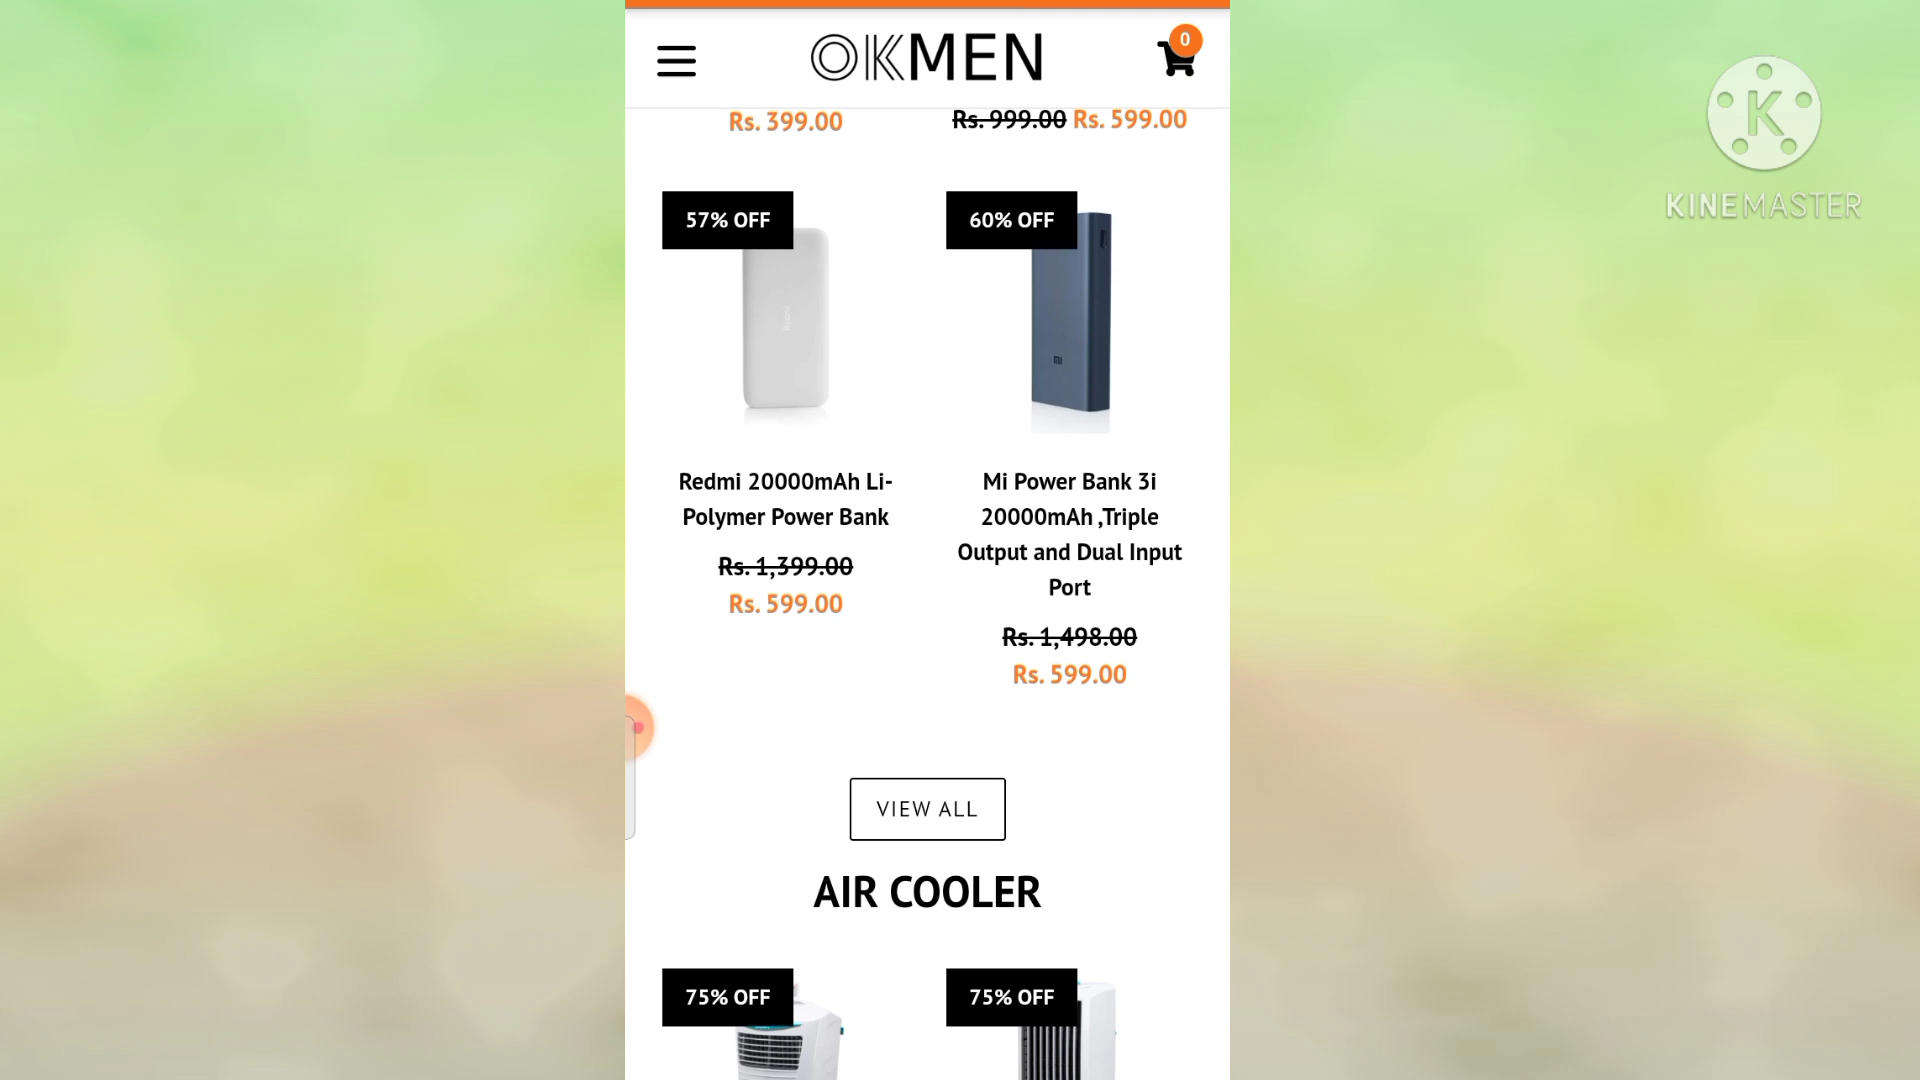 OKMEN
0
Rs. 399.00
Rs. 999.00 Rs. 599.00
K
KINEMASTER
57% OFF
60% OFF
Redmi
MI
Redmi 20000mAh Li-
Polymer Power Bank
Rs. 1,399.00
Rs. 599.00
Mi Power Bank 3i
20000mAh ,Triple
Output and Dual Input
Port
Rs. 1,498.00
Rs. 599.00
VIEW ALL
AIR COOLER
75% OFF
75% OFF